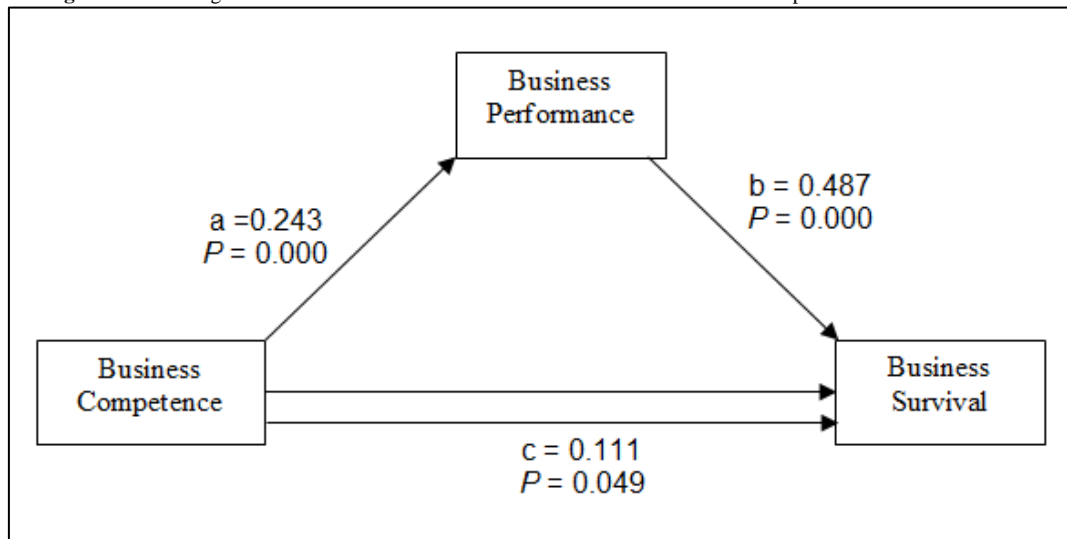 Business
Performance
a =0.243
P = 0.000
b = 0.487
P = 0.000
Business
Competence
Business
Survival
c = 0.111
P = 0.049